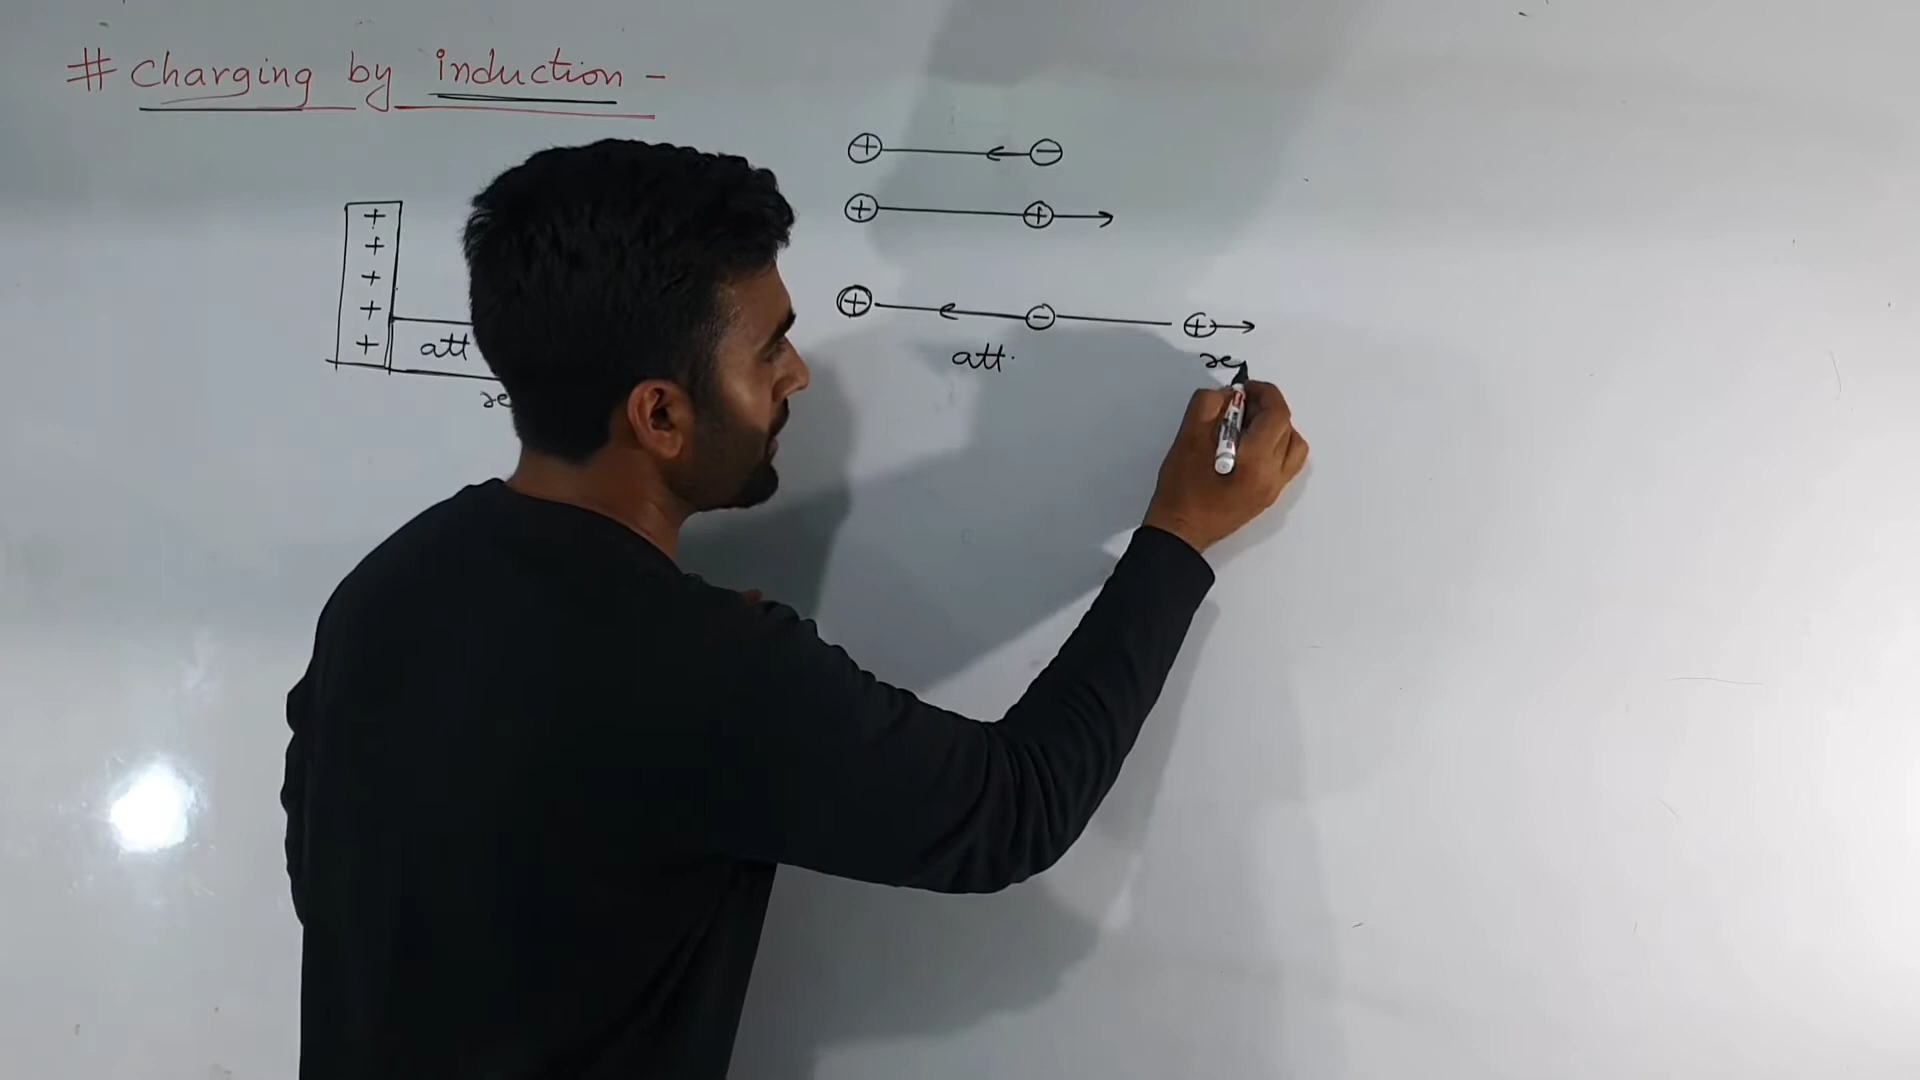 # Charging by induction -
+ -
+ +
+ - +
att. re
+
+
+
+
+
att
re